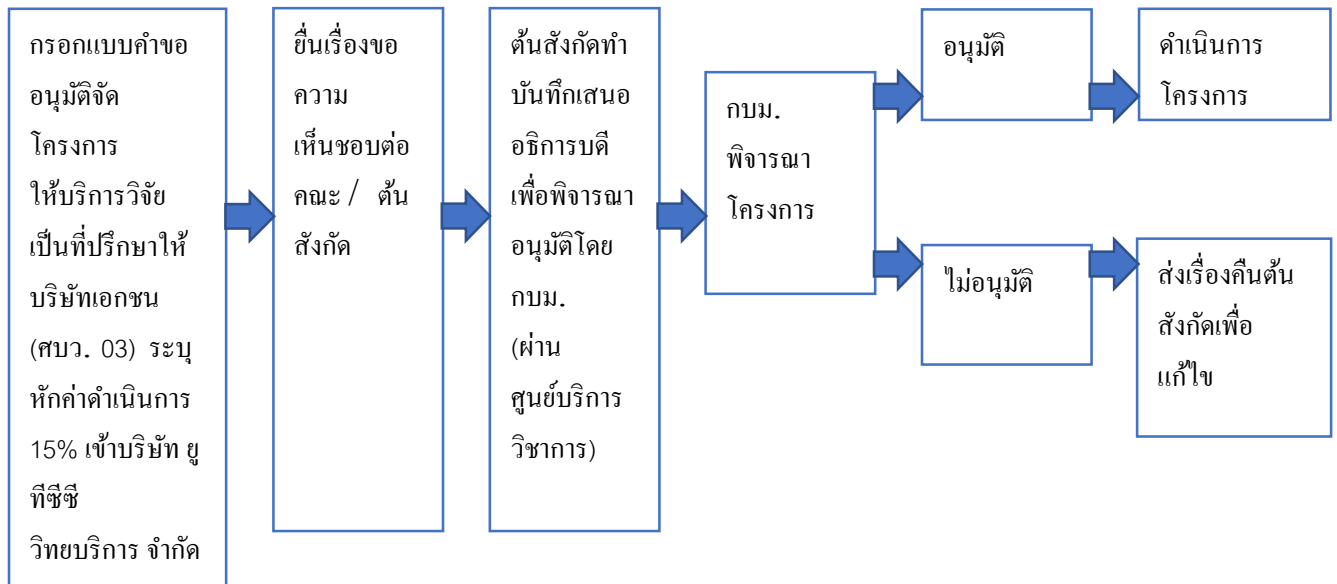 กรอกแบบคำขอ
อนุมัติจัด
โครงการ
ให้บริการวิจัย
เป็นที่ปรึกษาให้
บริษัทเอกชน
(ศบว. 03) ระบุ
หักค่าดำเนินการ
15% เข้าบริษัท ยู
ทีซีซี
วิทยบริการ จำกัด
ยื่นเรื่องขอ
ความ
เห็นชอบต่อ
คณะ / ต้น
สังกัด
ต้นสังกัดทำ
บันทึกเสนอ
อธิการบดี
เพื่อพิจารณา
อนุมัติโดย
กบม.
(ผ่าน
ศูนย์บริการ
วิชาการ)
กบม.
พิจารณา
โครงการ
อนุมัติ
ดำเนินการ
โครงการ
ไม่อนุมัติ
ส่งเรื่องคืนต้น
สังกัดเพื่อ
แก้ไข